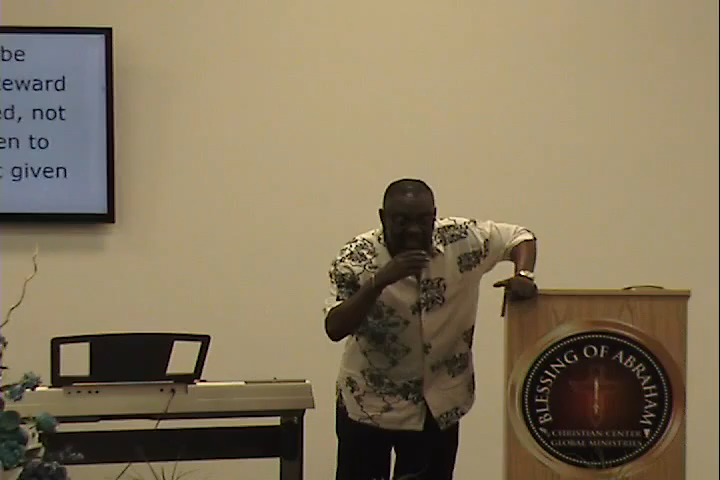 be
eward
ed, not
en to
t given
BLESSING OF ABRAHAM
CHRISTIAN CENTER
GLOBAL MINISTRIES